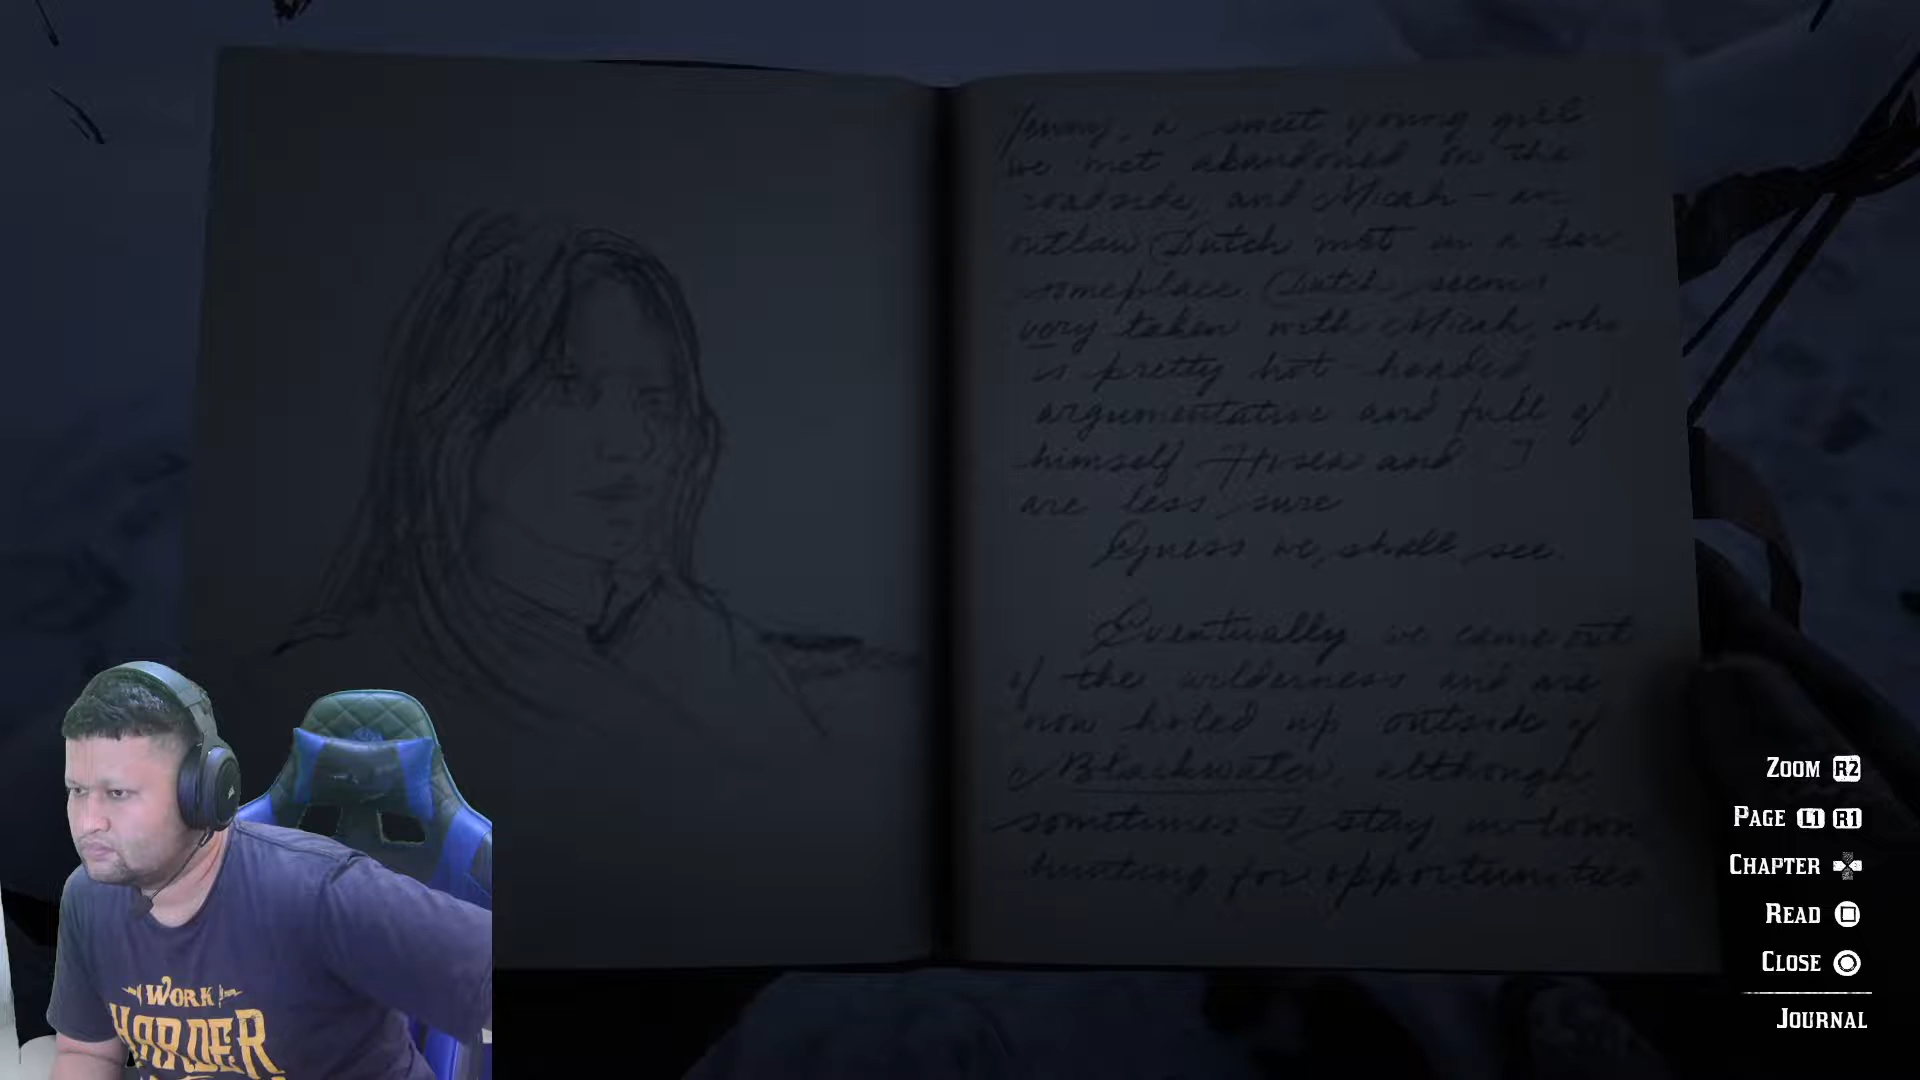 Jenny, a sweet young girl
we met abandoned on the
roadside, and Micah - an
outlaw Dutch met in a bar
someplace. Dutch seems
very taken with Micah, who
is pretty hot headed
argumentative and full of
himself Hosea and I
are less sure
Guess we shall see.
Eventually we came out
of the wilderness and are
now holed up outside of
Blackwater, although
sometimes I stay in town
hunting for opportunities
ZOOM R2
PAGE L1 R1
CHAPTER
READ
CLOSE
JOURNAL
WORK
HARDER